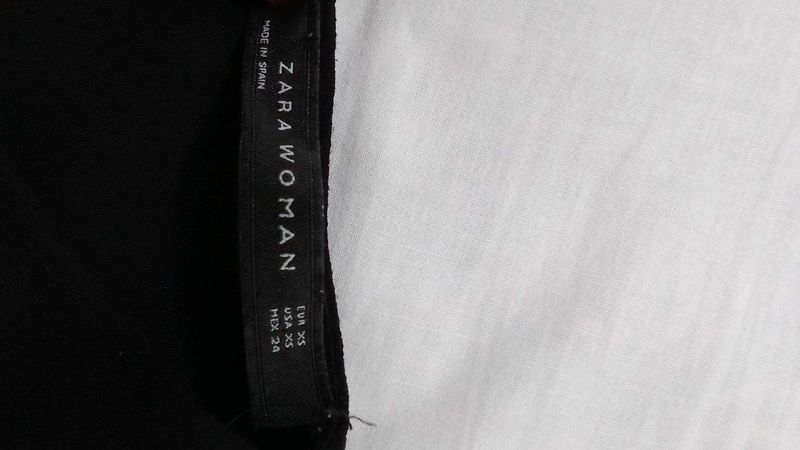 ZARA WOMAN
MADE IN SPAIN
EUR XS
USA XS
MEX 24